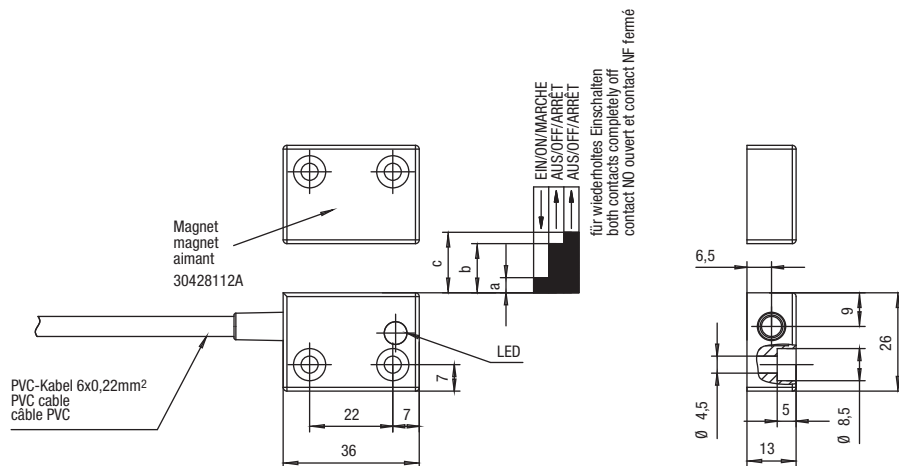 EIN/ON/MARCHE
AUS/OFF/ARRÊT
AUS/OFF/ARRÊT
für wiederholtes Einschalten
both contacts completely off
contact NO ouvert et contact NF fermé
Magnet
magnet
aimant
30428112A
c
b
a
6,5
9
26
LED
7
PVC-Kabel 6x0,22mm²
PVC cable
câble PVC
22
7
36
Ø 4,5
5
Ø 8,5
13